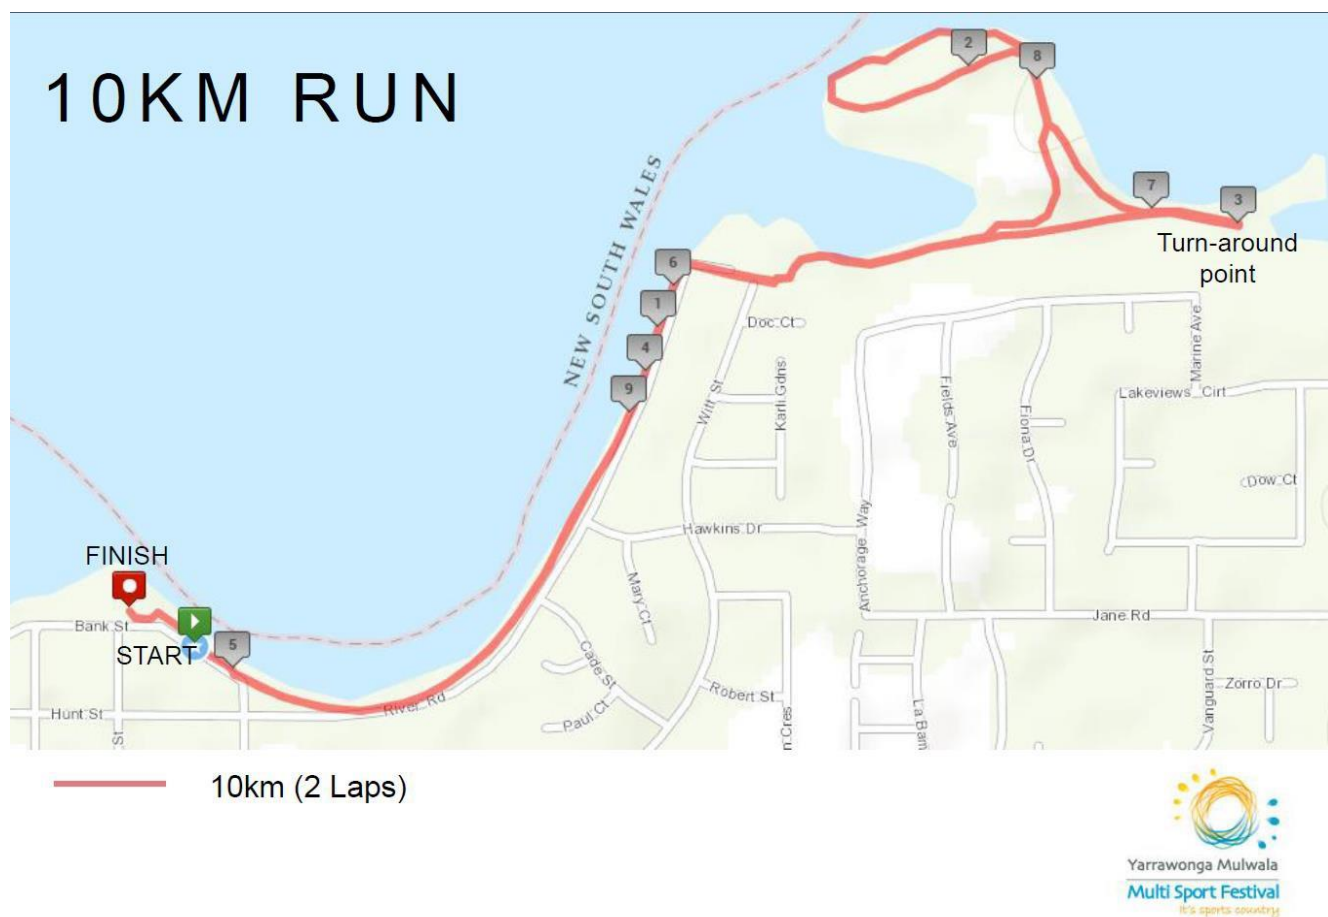 10KM RUN
2
8
7
3
Turn-around
point
NEW SOUTH WALES
6
1
4
9
Doc Ct
Marine Ave
Witt St
Karli Gdns
Fields Ave
Fiona Dr
Lakeviews Cirt
Dow Ct
Hawkins Dr
Anchorage Way
FINISH
Mary Ct
Bank St
START
5
Jane Rd
Cade St
River Rd
Robert St
Vanguard St
Zorro Dr
Hunt St
St
Paul Ct
n Cres
La Bam
10km (2 Laps)
Yarrawonga Mulwala
Multi Sport Festival
it's sports country